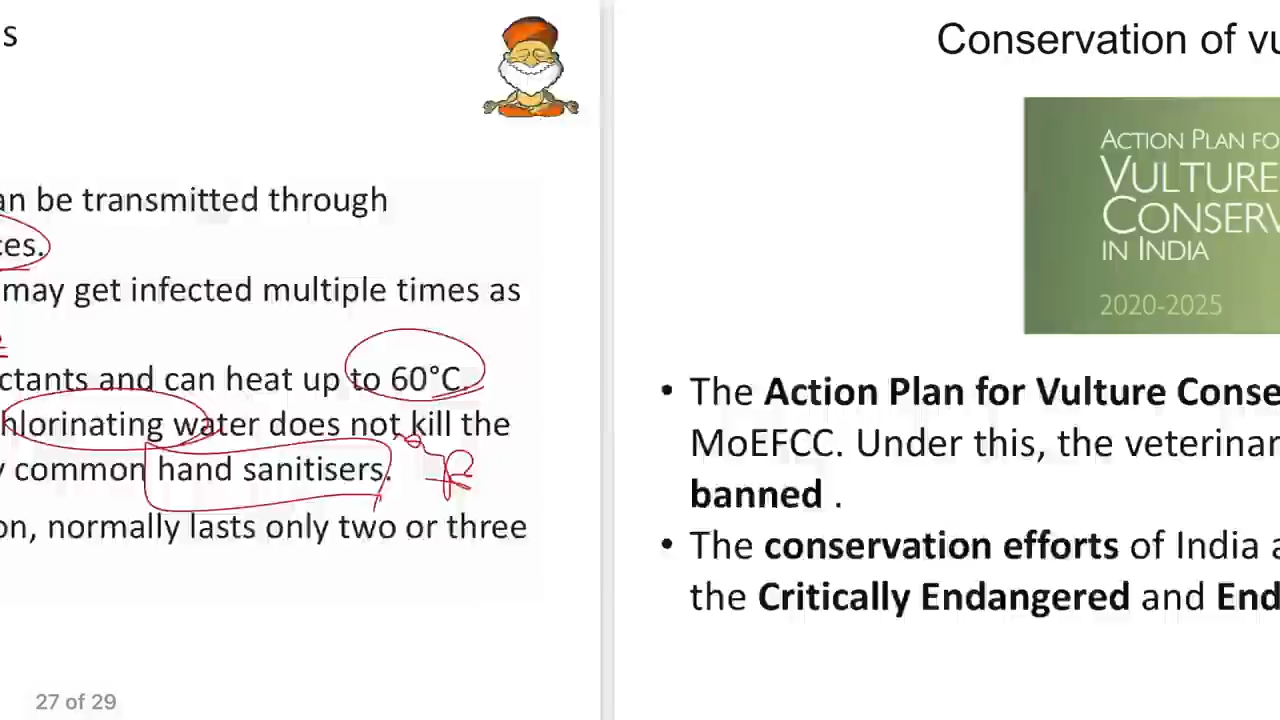 s
an be transmitted through
ces.
may get infected multiple times as
ctants and can heat up to 60°C.
hlorinating water does not kill the
y common hand sanitisers.
on, normally lasts only two or three
27 of 29
Conservation of vu
ACTION PLAN FO
VULTURE
CONSERV
IN INDIA
2020-2025
• The Action Plan for Vulture Conse
MoEFCC. Under this, the veterinar
banned .
• The conservation efforts of India a
the Critically Endangered and End